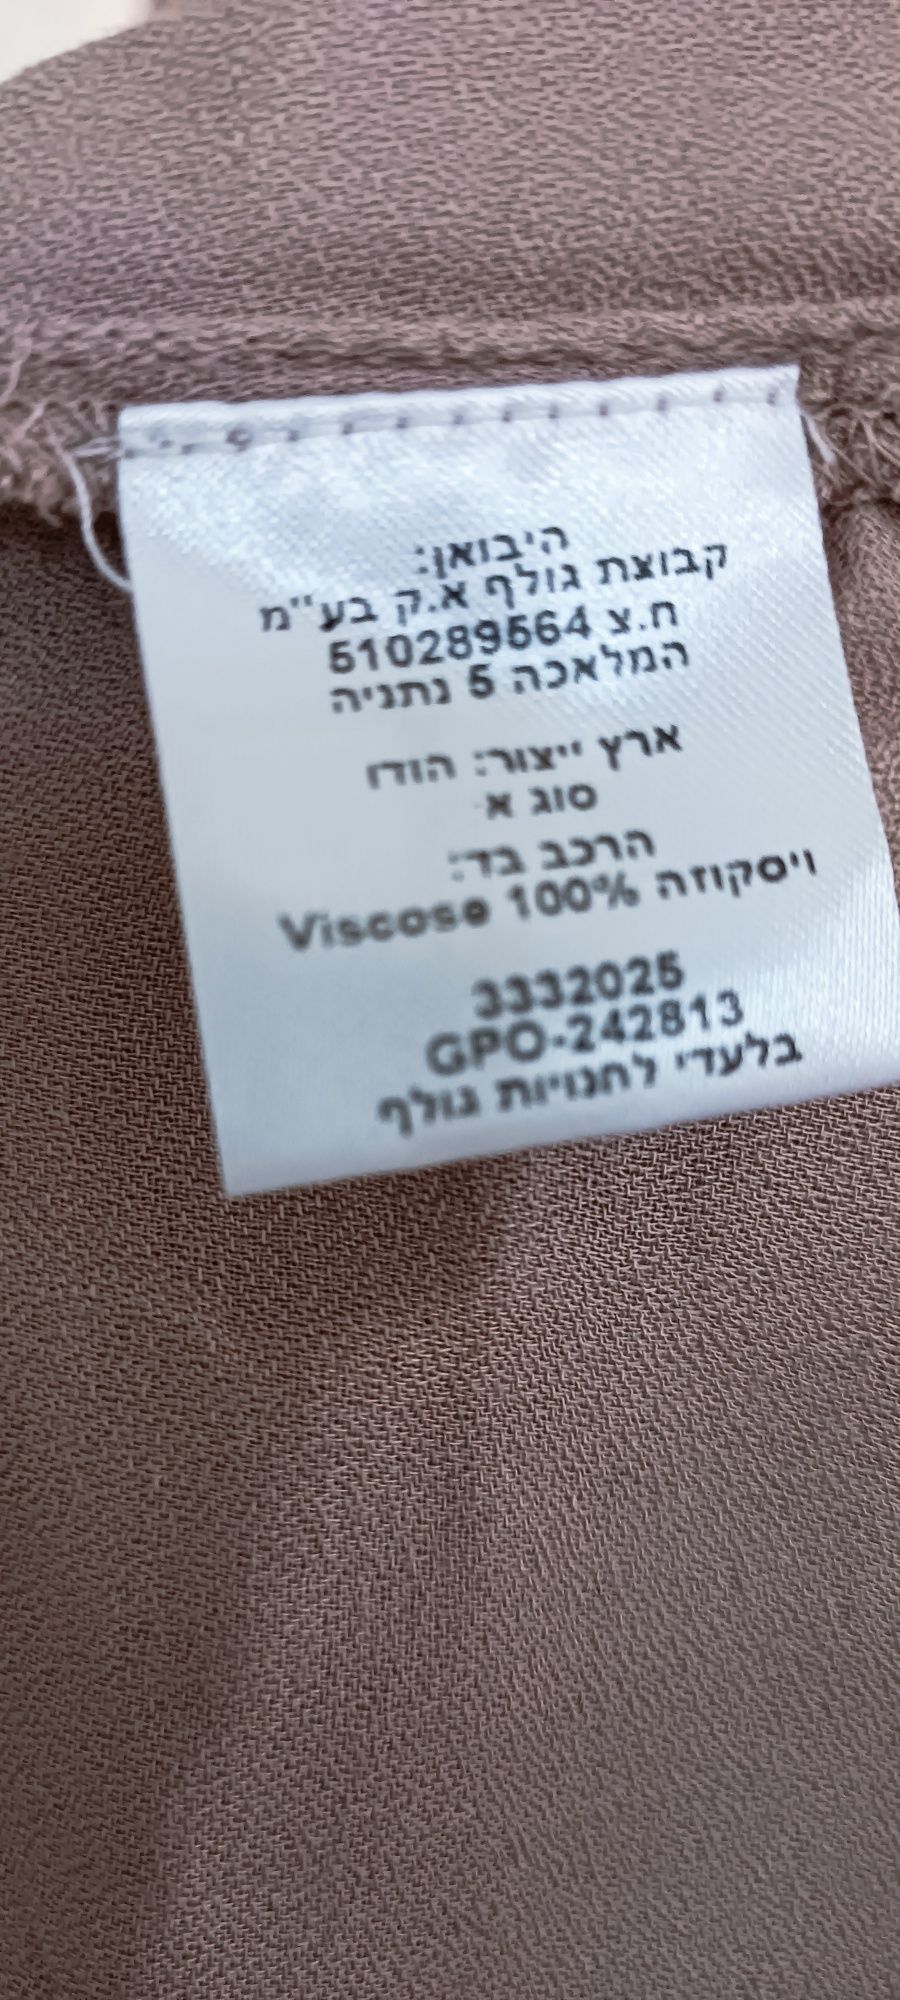 היבואן:
קבוצת גולף א.ק בע"מ
ח.צ 510289564
המלאכה 5 נתניה
ארץ ייצור: הודו
סוג א
הרכב בד:
ויסקוזה 100% Viscose
3332025
GPO-242813
בלעדי לחנויות גולף